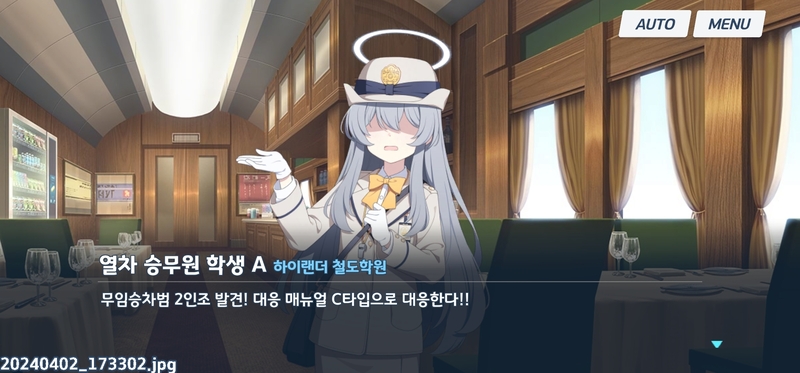 AUTO
MENU
열차 승무원 학생 A 하이랜더 철도학원
무임승차범 2인조 발견! 대응 매뉴얼 C타입으로 대응한다!!
20240402_173302.jpg